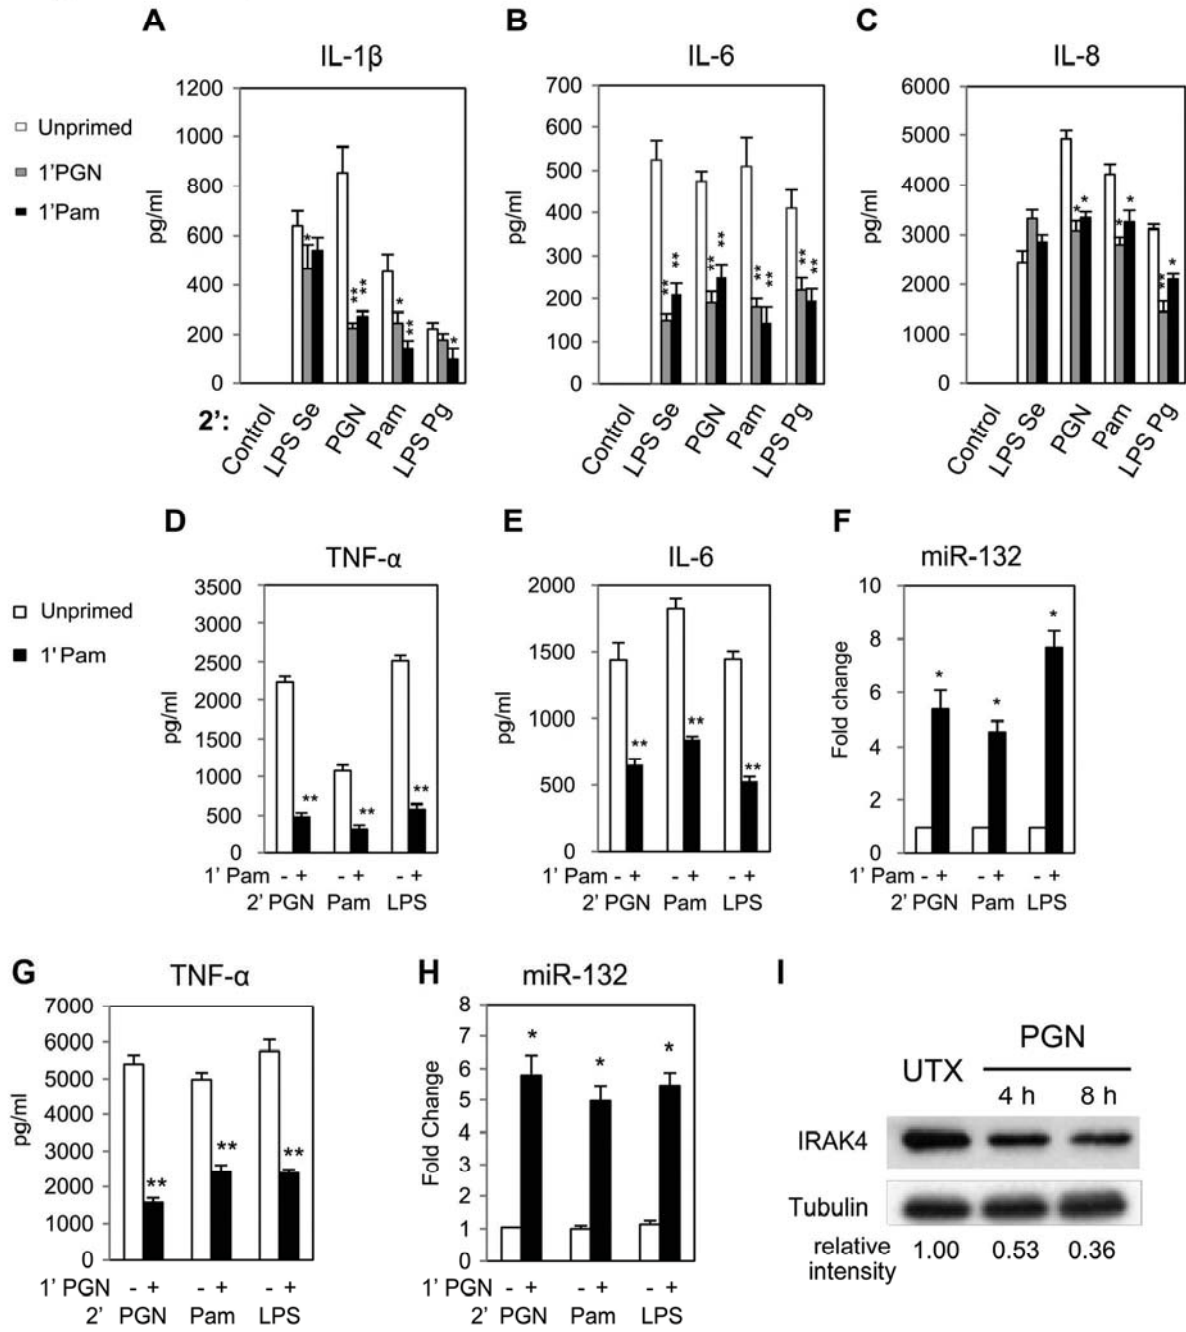 A
B
C
IL-1β
IL-6
IL-8
Unprimed
1'PGN
1'Pam
pg/ml
1200
1000
800
600
400
200
0
* ** ** * ** *
pg/ml
700
600
500
400
300
200
100
0
** ** ** ** ** ** ** **
pg/ml
6000
5000
4000
3000
2000
1000
0
* * * * ** *
2': Control LPS Se PGN Pam LPS Pg
Control LPS Se PGN Pam LPS Pg
Control LPS Se PGN Pam LPS Pg
D
E
F
TNF-α
IL-6
miR-132
Unprimed
1' Pam
pg/ml
3500
3000
2500
2000
1500
1000
500
0
** ** **
1' Pam - + - + - +
2' PGN Pam LPS
pg/ml
2000
1500
1000
500
0
** ** **
1' Pam - + - + - +
2' PGN Pam LPS
Fold change
10
8
6
4
2
0
* * *
1'Pam - + - + - +
2' PGN Pam LPS
G
H
I
TNF-α
miR-132
pg/ml
7000
6000
5000
4000
3000
2000
1000
0
** ** **
1' PGN - + - + - +
2' PGN Pam LPS
Fold Change
8
7
6
5
4
3
2
1
0
* * *
1' PGN - + - + - +
2' PGN Pam LPS
PGN
UTX
4 h 8 h
IRAK4
Tubulin
relative
intensity
1.00 0.53 0.36